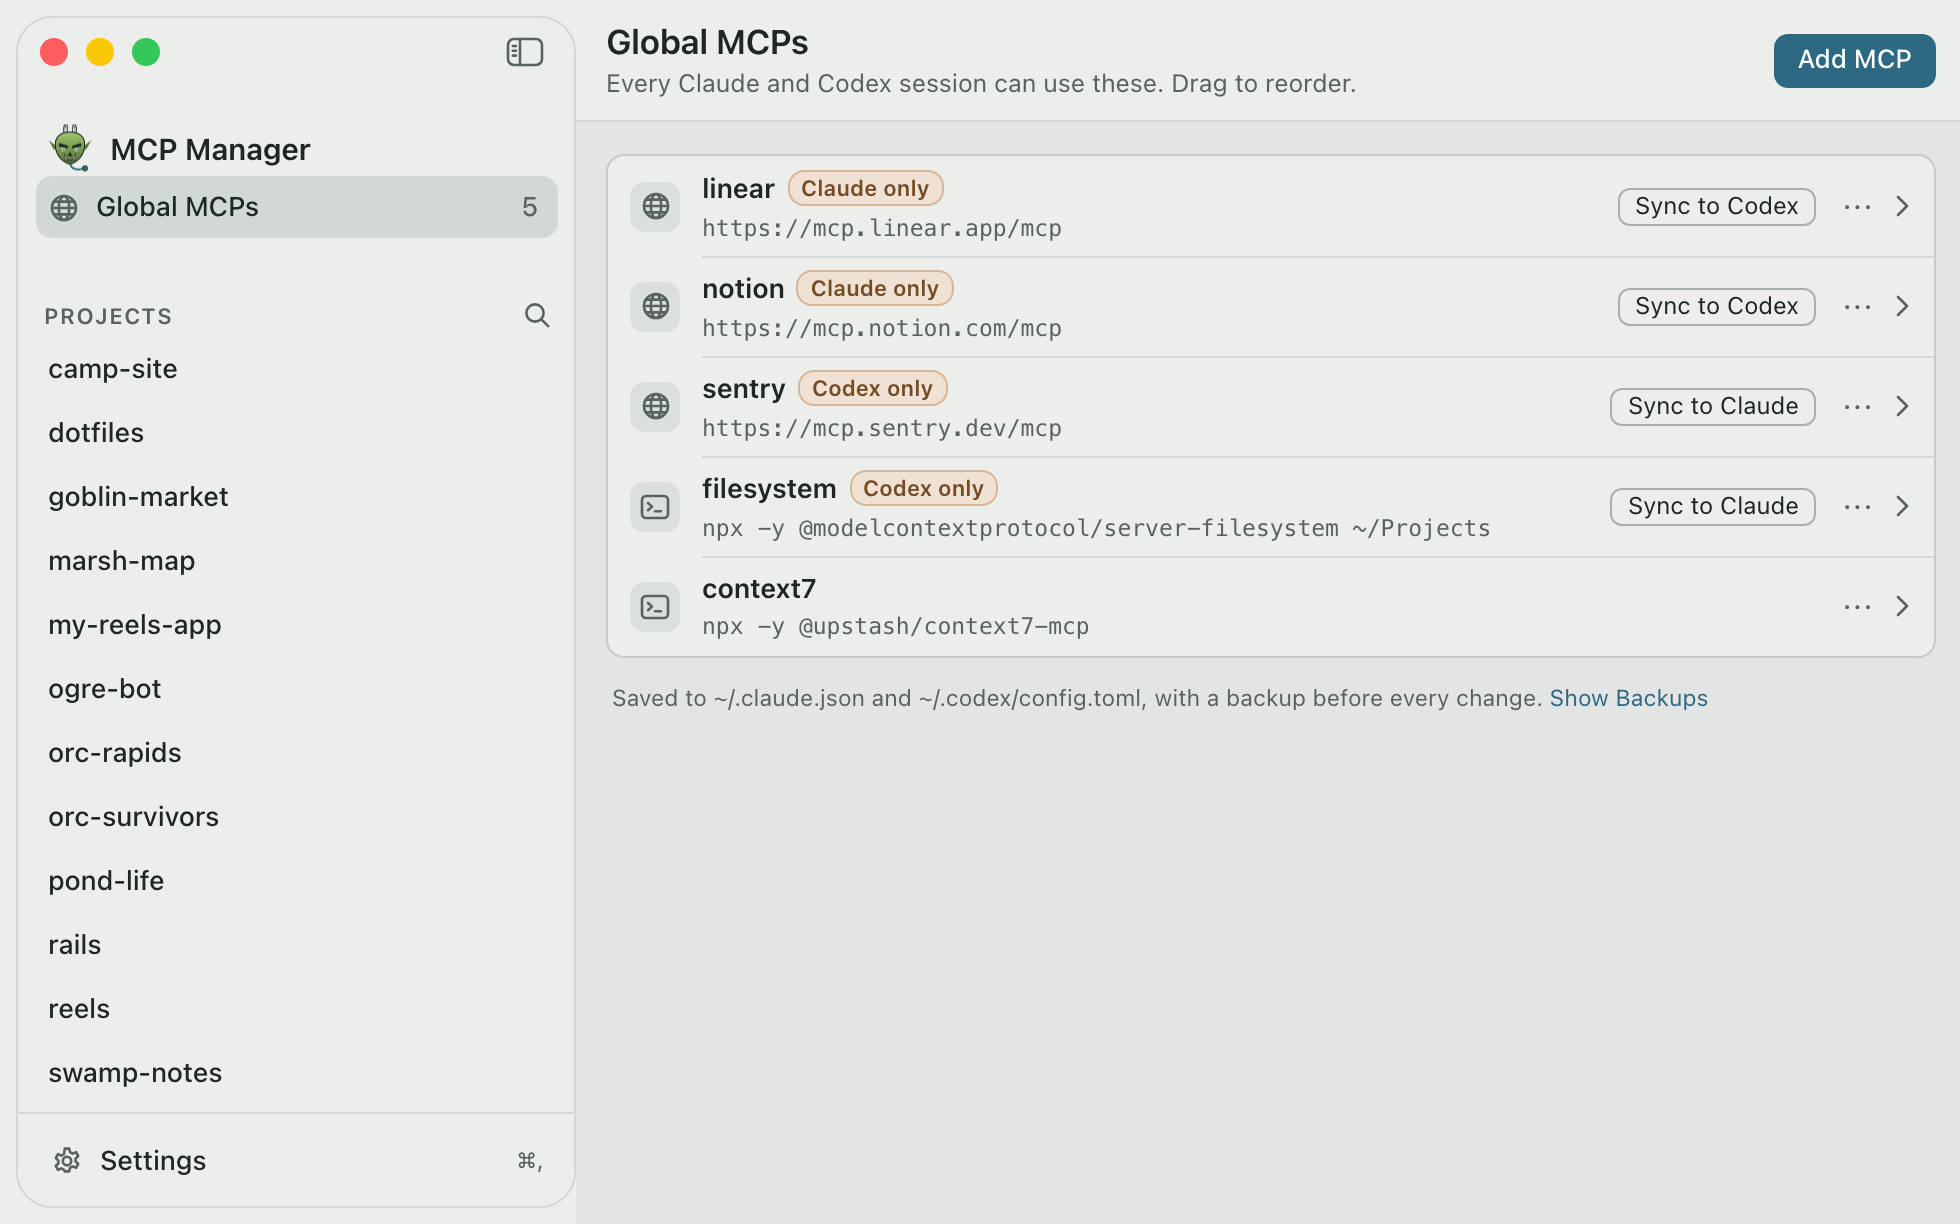 MCP Manager
Global MCPs 5
PROJECTS
camp-site
dotfiles
goblin-market
marsh-map
my-reels-app
ogre-bot
orc-rapids
orc-survivors
pond-life
rails
reels
swamp-notes
Settings ⌘,
Global MCPs
Every Claude and Codex session can use these. Drag to reorder.
Add MCP
linear Claude only
https://mcp.linear.app/mcp
Sync to Codex
notion Claude only
https://mcp.notion.com/mcp
Sync to Codex
sentry Codex only
https://mcp.sentry.dev/mcp
Sync to Claude
filesystem Codex only
npx -y @modelcontextprotocol/server-filesystem ~/Projects
Sync to Claude
context7
npx -y @upstash/context7-mcp
Saved to ~/.claude.json and ~/.codex/config.toml, with a backup before every change. Show Backups